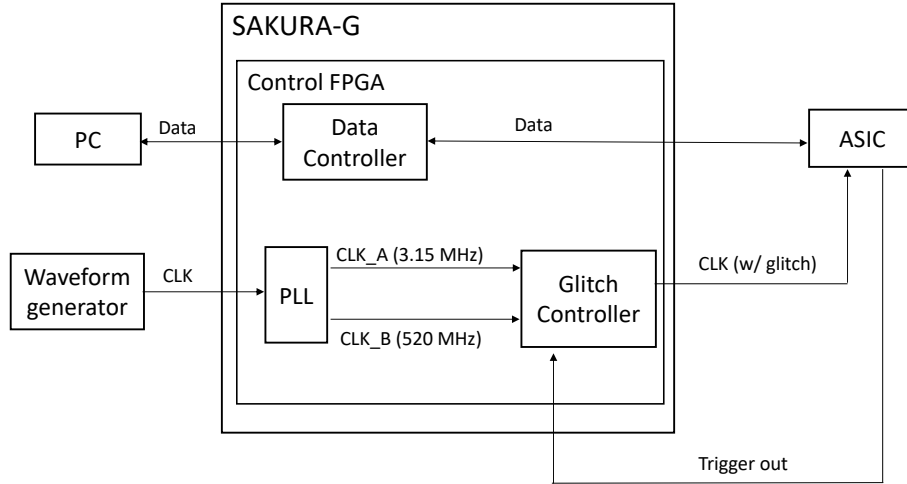 SAKURA-G
Control FPGA
PC
Data
Data
Controller
Data
ASIC
Waveform
generator
CLK
PLL
CLK_A (3.15 MHz)
CLK_B (520 MHz)
Glitch
Controller
CLK (w/ glitch)
Trigger out